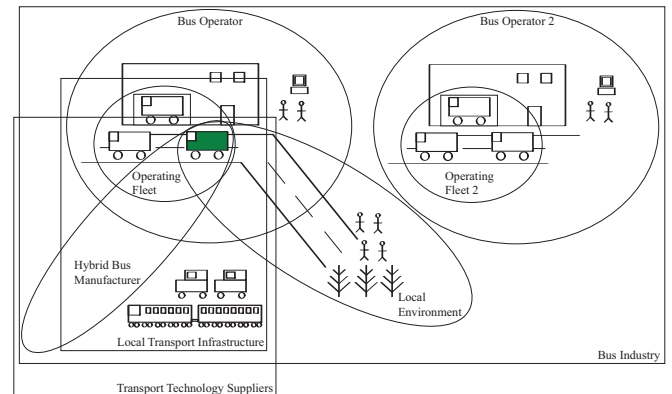 Bus Operator
Bus Operator 2
Operating
Fleet
Operating
Fleet 2
Hybrid Bus
Manufacturer
Local
Environment
Local Transport Infrastructure
Bus Industry
Transport Technology Suppliers